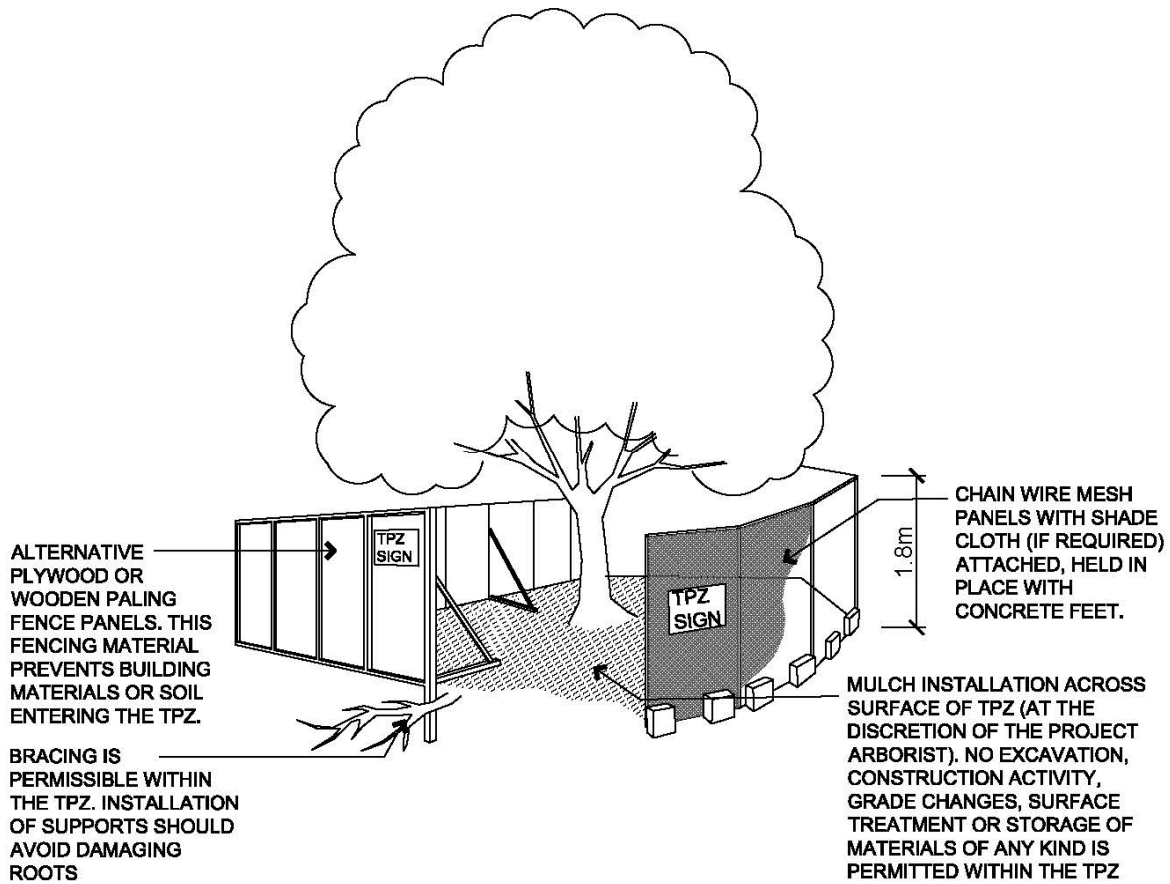 ALTERNATIVE
PLYWOOD OR
WOODEN PALING
FENCE PANELS. THIS
FENCING MATERIAL
PREVENTS BUILDING
MATERIALS OR SOIL
ENTERING THE TPZ.
BRACING IS
PERMISSIBLE WITHIN
THE TPZ. INSTALLATION
OF SUPPORTS SHOULD
AVOID DAMAGING
ROOTS
TPZ
SIGN
TPZ
SIGN
1.8m
CHAIN WIRE MESH
PANELS WITH SHADE
CLOTH (IF REQUIRED)
ATTACHED, HELD IN
PLACE WITH
CONCRETE FEET.
MULCH INSTALLATION ACROSS
SURFACE OF TPZ (AT THE
DISCRETION OF THE PROJECT
ARBORIST). NO EXCAVATION,
CONSTRUCTION ACTIVITY,
GRADE CHANGES, SURFACE
TREATMENT OR STORAGE OF
MATERIALS OF ANY KIND IS
PERMITTED WITHIN THE TPZ